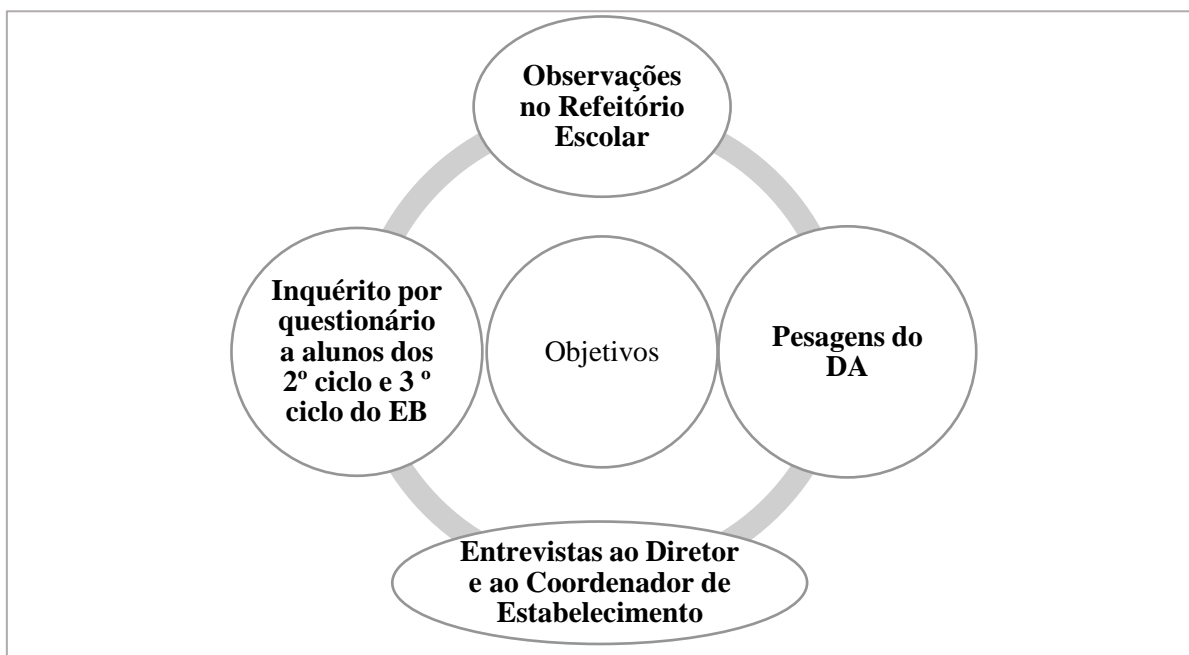 Observações
no Refeitório
Escolar
Inquérito por
questionário
a alunos dos
2º ciclo e 3 º
ciclo do EB
Objetivos
Pesagens do
DA
Entrevistas ao Diretor
e ao Coordenador de
Estabelecimento